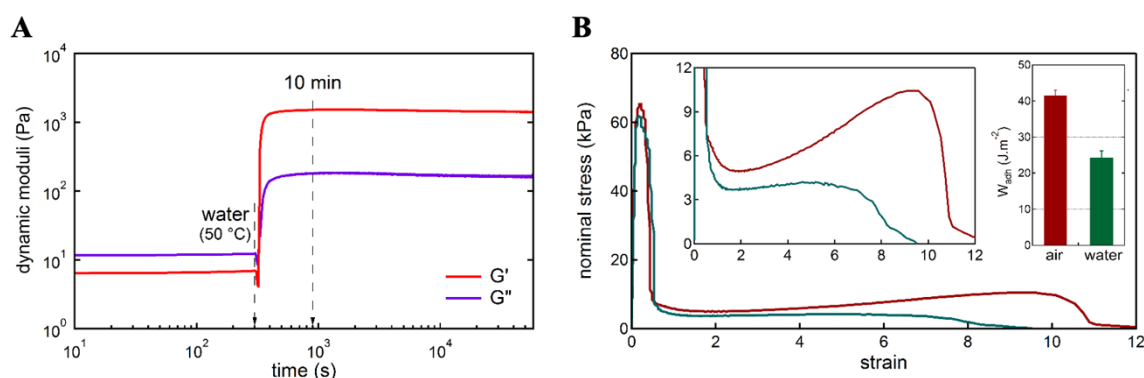 A
B
10⁴
10³
10²
10¹
10⁰
dynamic moduli (Pa)
10 min
water
(50 °C)
G'
G"
10¹
10²
10³
10⁴
time (s)
80
60
40
20
0
nominal stress (kPa)
12
9
6
3
0
0
2
4
6
8
10
12
50
40
30
20
10
0
W_adh (J.m⁻²)
air
water
0
2
4
6
8
10
12
strain